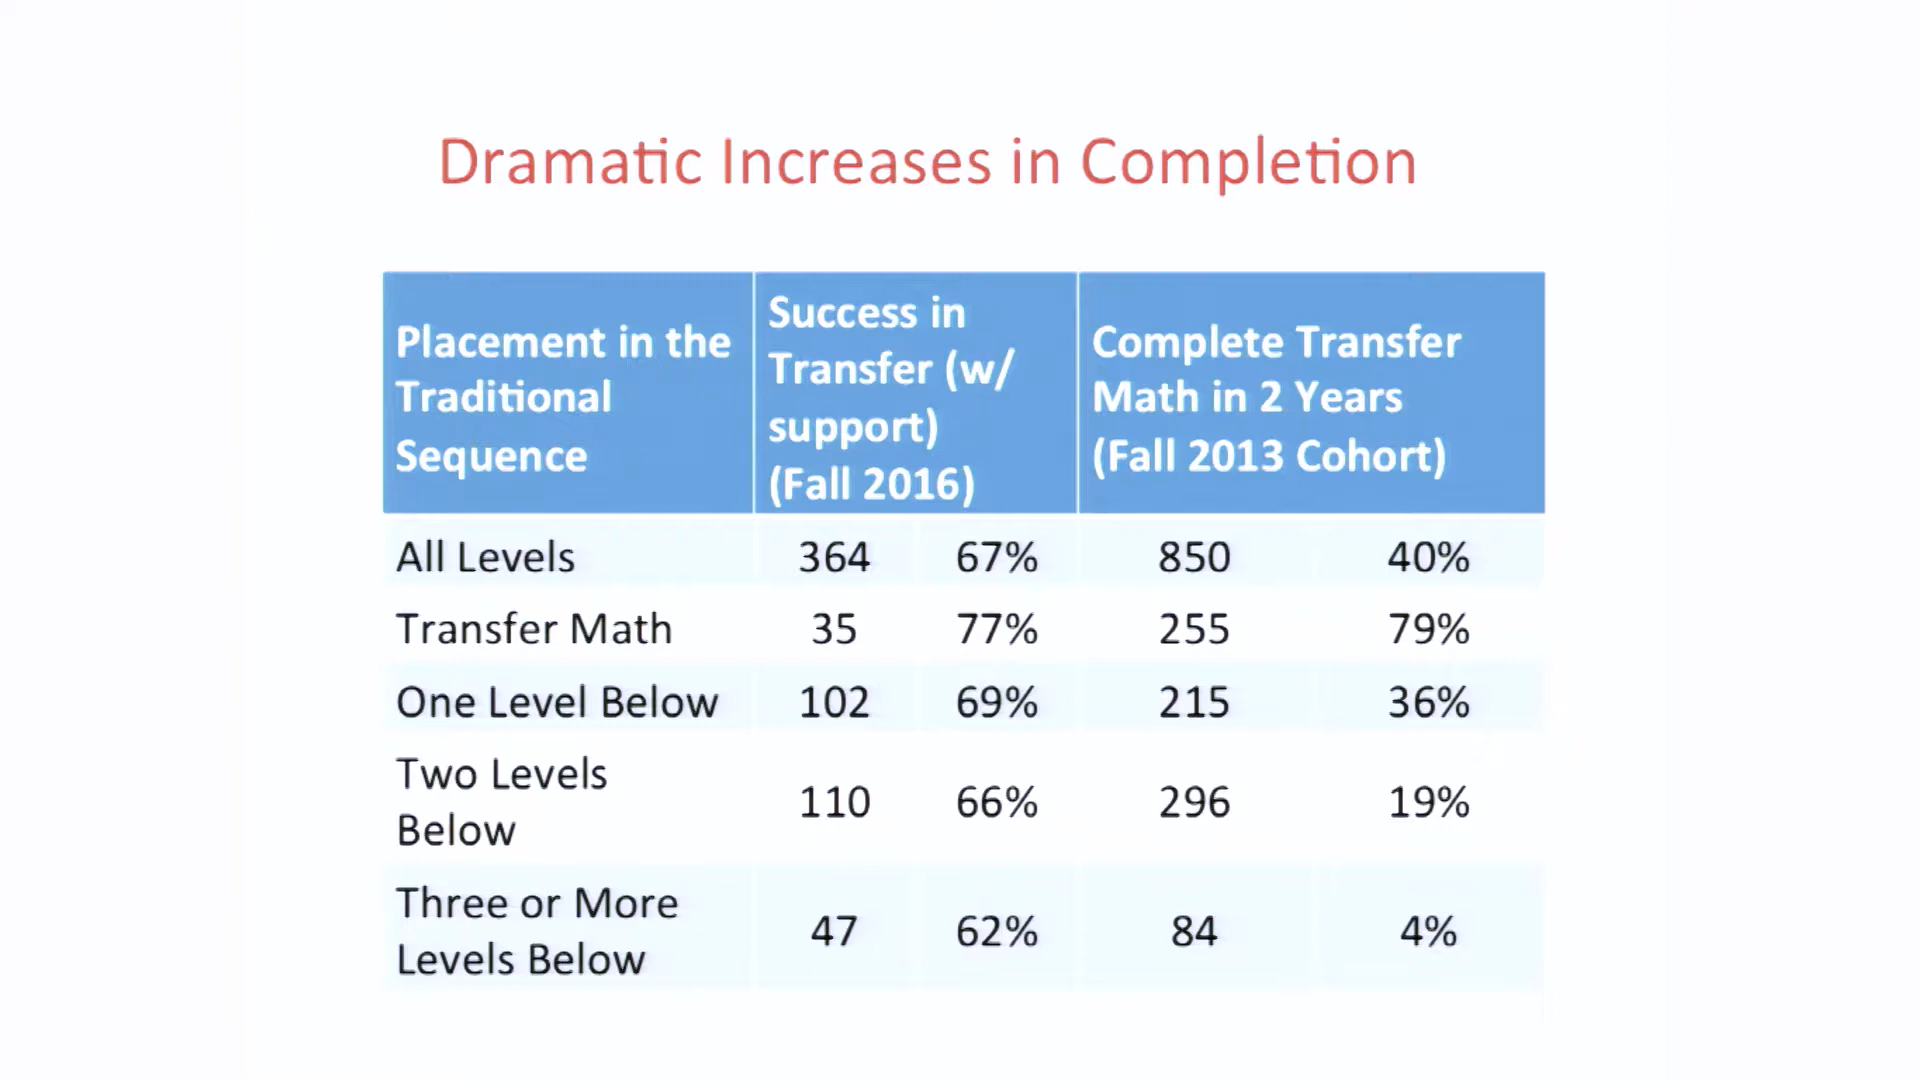 Dramatic Increases in Completion
Placement in the
Traditional
Sequence
Success in
Transfer (w/
support)
(Fall 2016)
Complete Transfer
Math in 2 Years
(Fall 2013 Cohort)
All Levels 364 67% 850 40%
Transfer Math 35 77% 255 79%
One Level Below 102 69% 215 36%
Two Levels
Below 110 66% 296 19%
Three or More
Levels Below 47 62% 84 4%